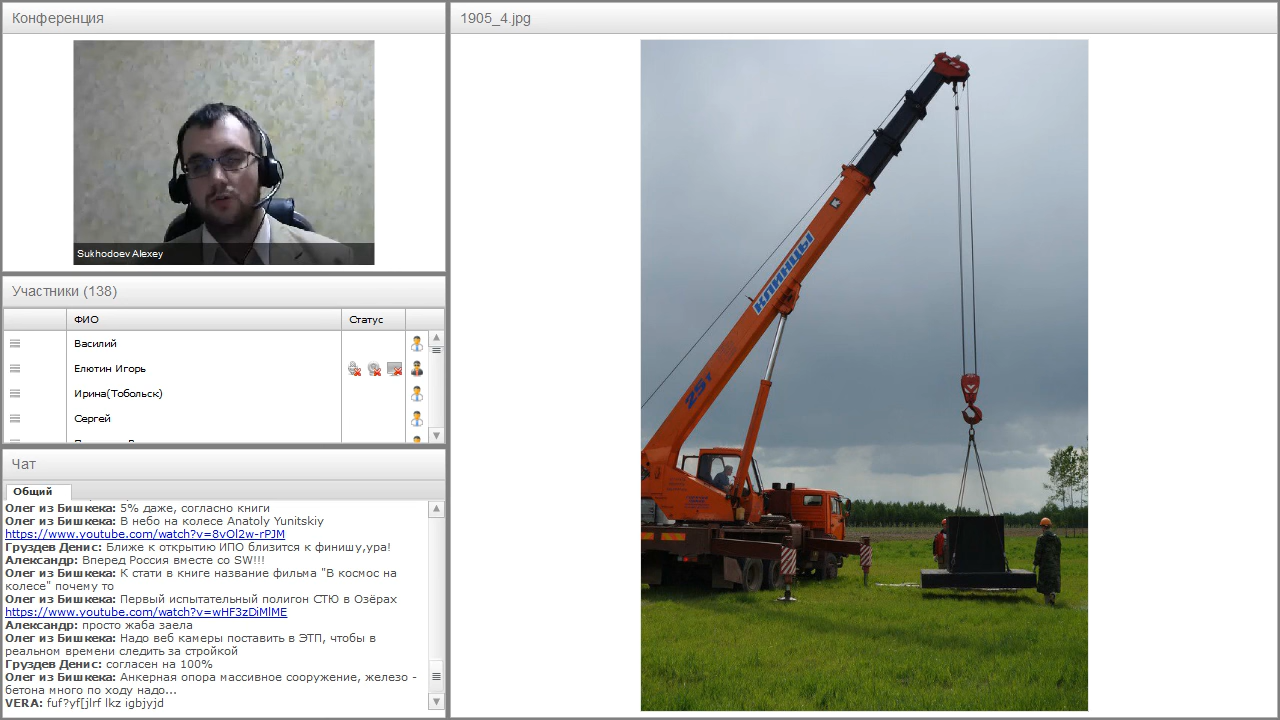 Конференция
1905_4.jpg
КЛИНЦЫ
25т
Sukhodoev Alexey
Участники (138)
ФИО
Статус
Василий
Елютин Игорь
Ирина(Тобольск)
Сергей
Чат
Общий
Олег из Бишкека: 5% даже, согласно книги
Олег из Бишкека: В небо на колесе Anatoly Yunitskiy
https://www.youtube.com/watch?v=8vOl2w-rPJM
Груздев Денис: Ближе к открытию ИПО близится к финишу,ура!
Александр: Вперед Россия вместе со SW!!!
Олег из Бишкека: К стати в книге название фильма "В космос на
колесе" почему то
Олег из Бишкека: Первый испытательный полигон СТЮ в Озёрах
https://www.youtube.com/watch?v=wHF3zDiMlME
Александр: просто жаба заела
Олег из Бишкека: Надо веб камеры поставить в ЭТП, чтобы в
реальном времени следить за стройкой
Груздев Денис: согласен на 100%
Олег из Бишкека: Анкерная опора массивное сооружение, железо -
бетона много по ходу надо...
VERA: fuf?yf[jlrf lkz igbjyjd